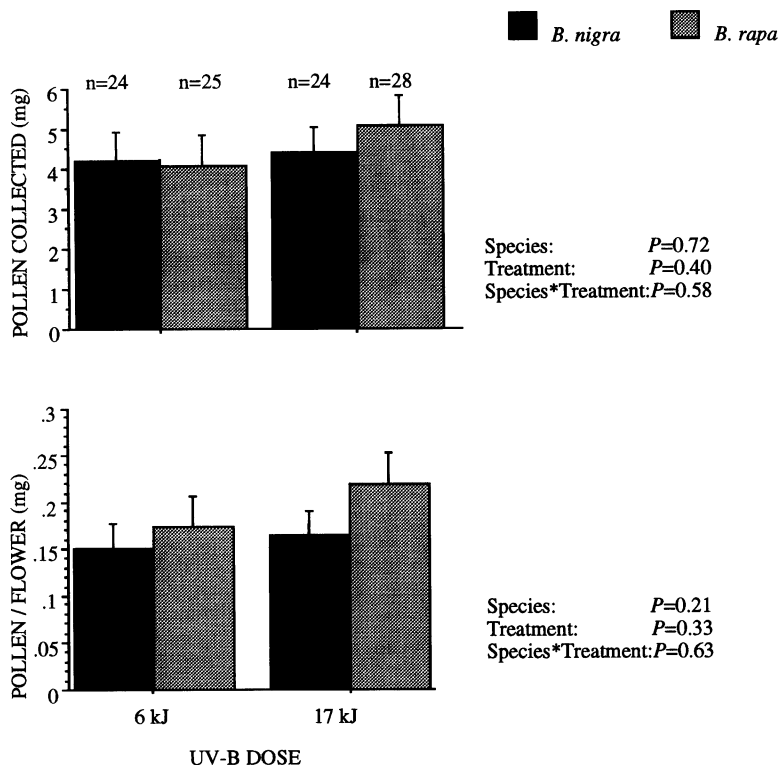 B. nigra B. rapa
n=24 n=25 n=24 n=28
POLLEN COLLECTED (mg)
6
5
4
3
2
1
0
Species: P=0.72
Treatment: P=0.40
Species*Treatment:P=0.58
POLLEN / FLOWER (mg)
.3
.25
.2
.15
.1
.05
0
Species: P=0.21
Treatment: P=0.33
Species*Treatment:P=0.63
6 kJ 17 kJ
UV-B DOSE